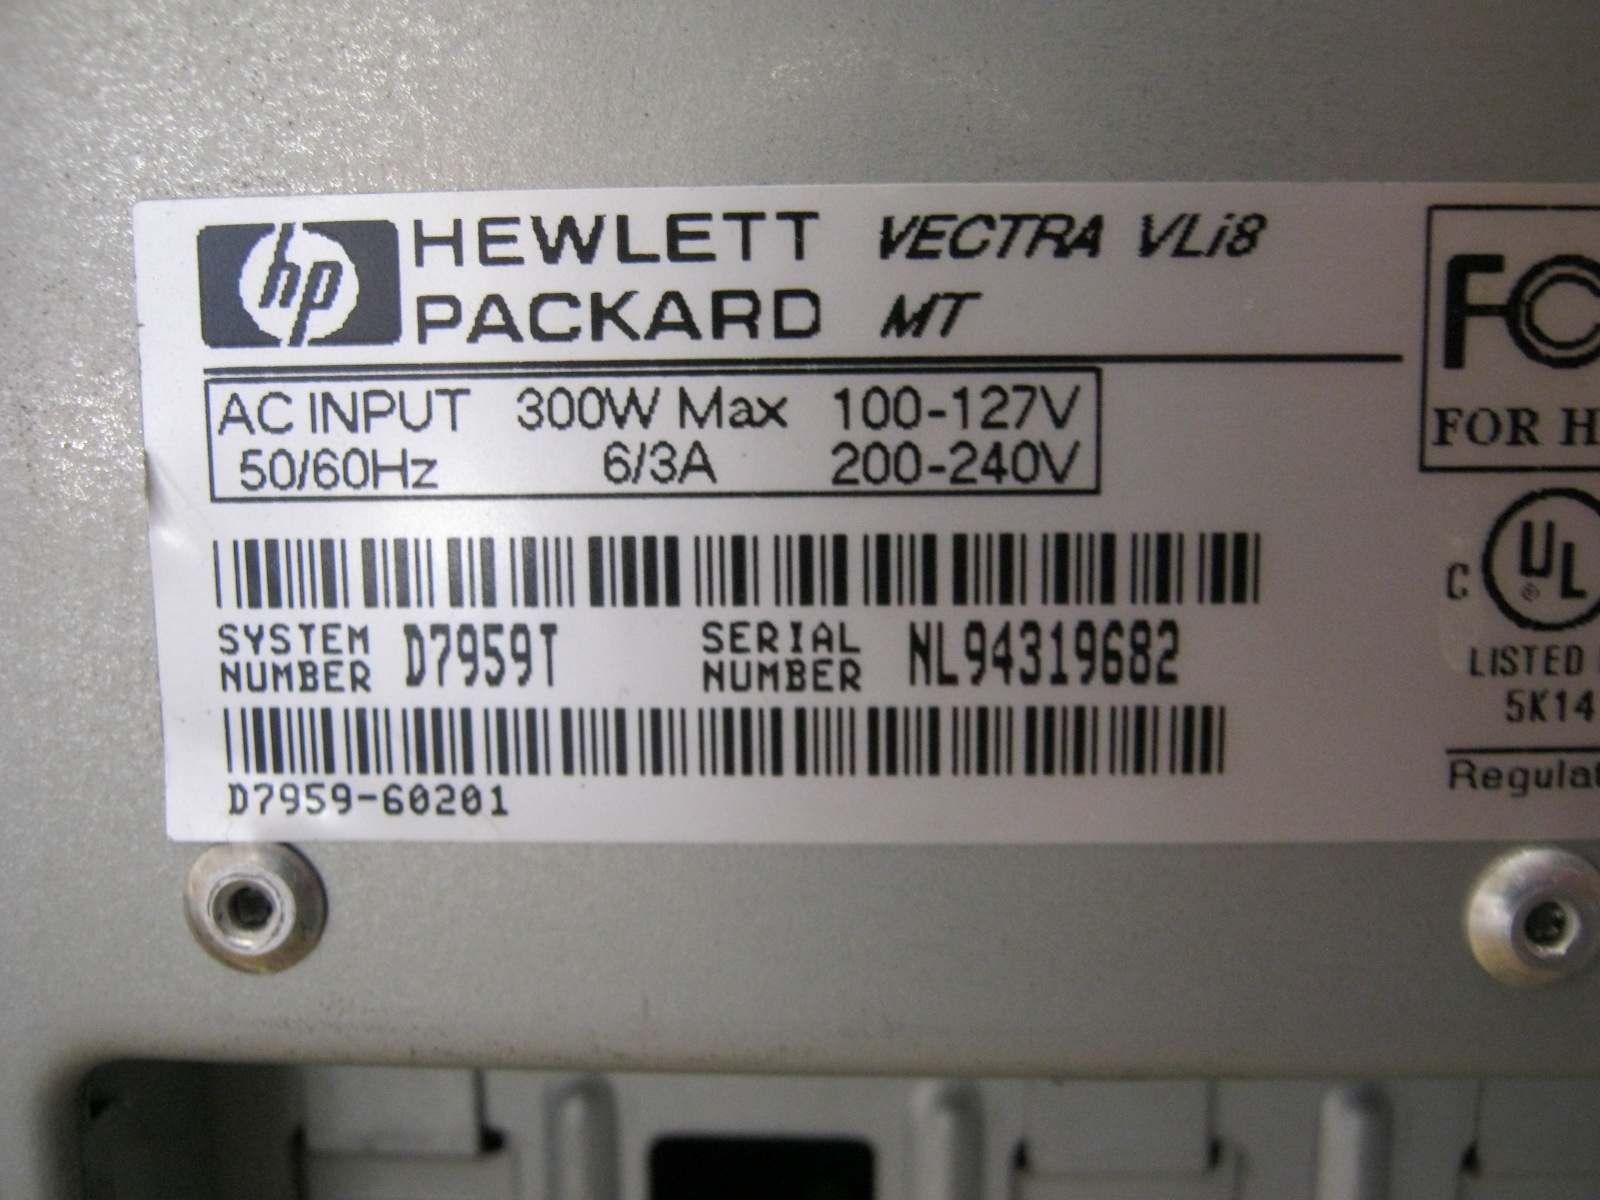 hp HEWLETT PACKARD VECTRA VLi8 MT
AC INPUT 300W Max 100-127V
50/60Hz 6/3A 200-240V
SYSTEM NUMBER D7959T SERIAL NUMBER NL94319682
D7959-60201
FC
FOR H
C UL ®
LISTED
5K14
Regulat